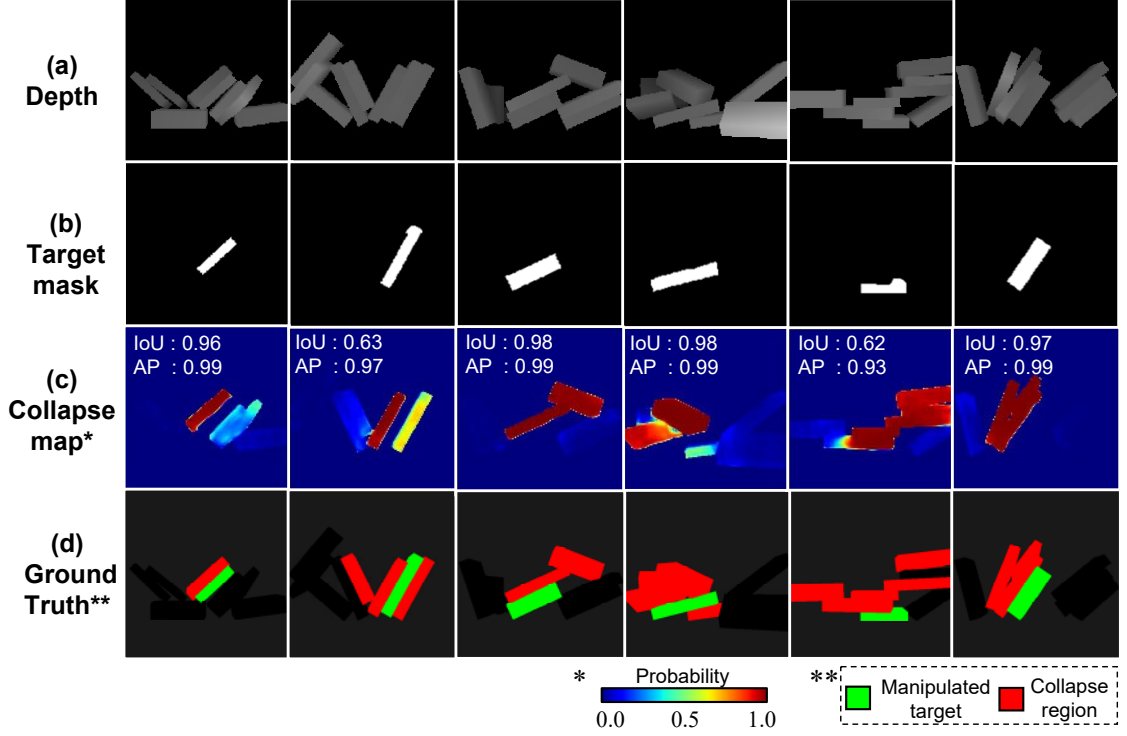 (a)
Depth
(b)
Target
mask
(c)
Collapse
map*
IoU : 0.96
AP : 0.99
IoU : 0.63
AP : 0.97
IoU : 0.98
AP : 0.99
IoU : 0.98
AP : 0.99
IoU : 0.62
AP : 0.93
IoU : 0.97
AP : 0.99
(d)
Ground
Truth**
* Probability
0.0 0.5 1.0
** Manipulated
target
Collapse
region